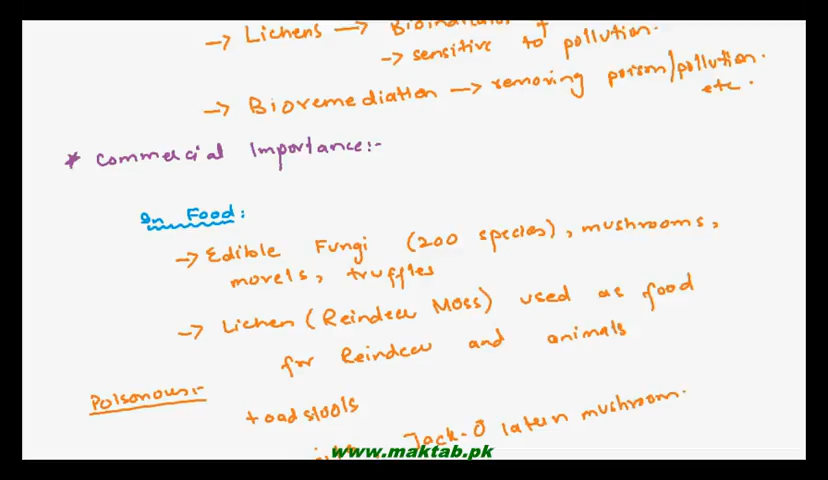 → Lichens →
→ sensitive to pollution.
→ Bioremediation → removing poison/pollution.
etc.
* Commercial Importance:-
In Food:
→ Edible Fungi (200 species), mushrooms,
morels, truffles
→ Lichen (Reindeer Moss) used as food
for Reindeer and animals
Poisonous:-
toadstools
Jack-O latern mushroom.
www.maktab.pk